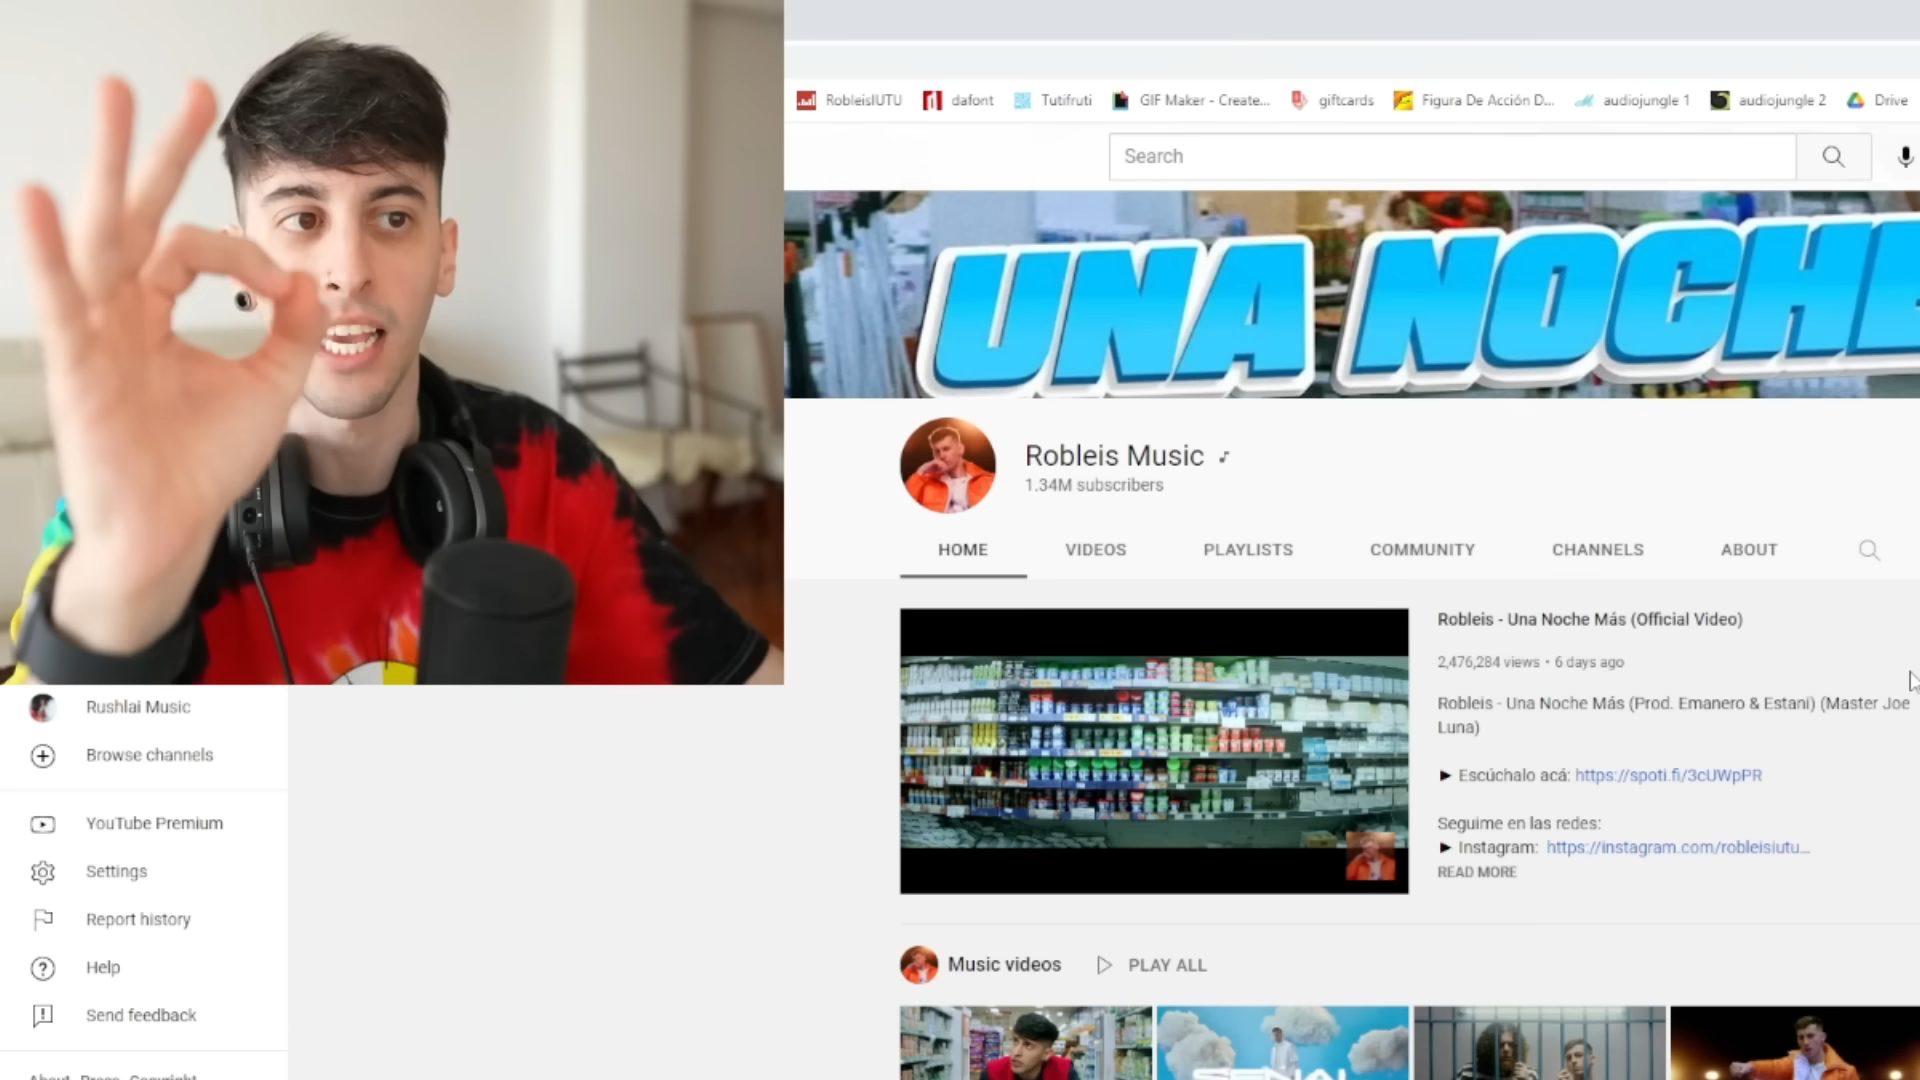 RobleisIUTU dafont Tutifruti GIF Maker - Create... giftcards Figura De Acción D... audiojungle 1 audiojungle 2 Drive
Search
UNA NOCHE
Robleis Music
1.34M subscribers
HOME VIDEOS PLAYLISTS COMMUNITY CHANNELS ABOUT
Robleis - Una Noche Más (Official Video)
2,476,284 views • 6 days ago
Robleis - Una Noche Más (Prod. Emanero & Estani) (Master Joe
Luna)
► Escúchalo acá: https://spoti.fi/3cUWpPR
Seguime en las redes:
► Instagram: https://instagram.com/robleisiutu...
READ MORE
Rushlai Music
Browse channels
YouTube Premium
Settings
Report history
Help
Send feedback
About Press Copyright
Music videos PLAY ALL